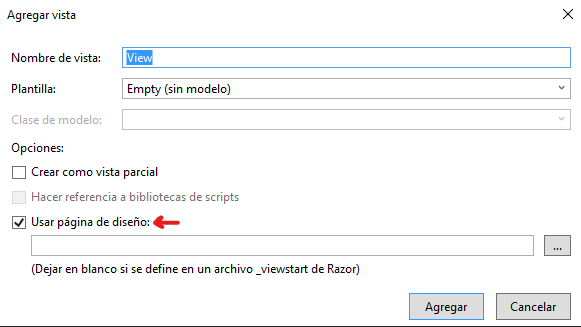 Agregar vista
Nombre de vista: View
Plantilla: Empty (sin modelo)
Clase de modelo:
Opciones:
Crear como vista parcial
Hacer referencia a bibliotecas de scripts
Usar página de diseño:
...
(Dejar en blanco si se define en un archivo _viewstart de Razor)
Agregar Cancelar